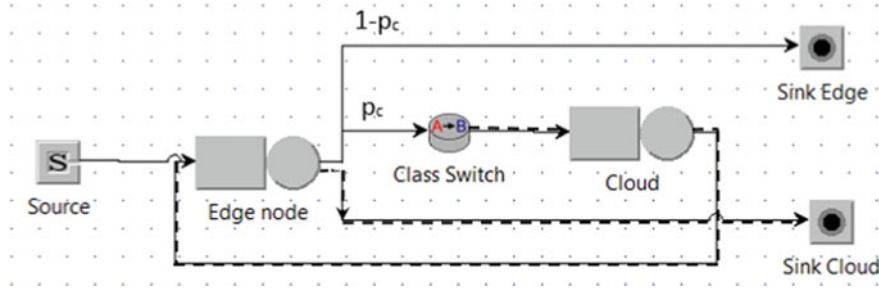 1-pc
Sink Edge
pc
A→B
Class Switch
Cloud
S
Source
Edge node
Sink Cloud